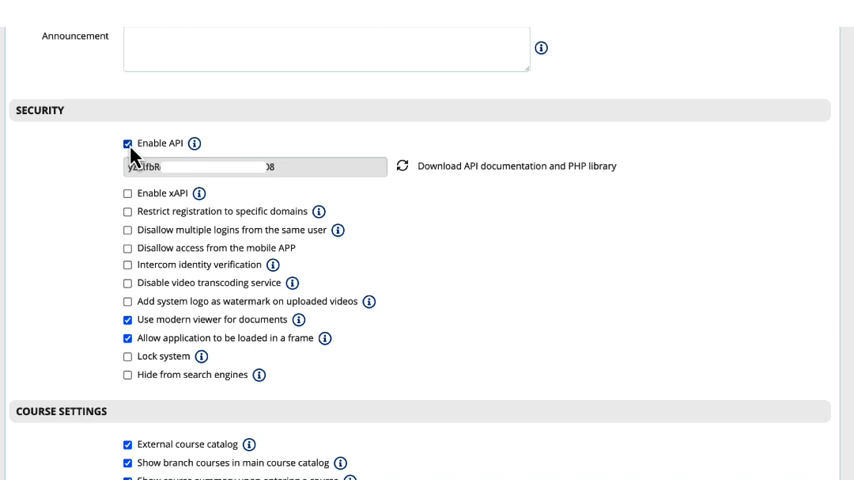 Announcement
SECURITY
Enable API
08
Download API documentation and PHP library
Enable xAPI
Restrict registration to specific domains
Disallow multiple logins from the same user
Disallow access from the mobile APP
Intercom identity verification
Disable video transcoding service
Add system logo as watermark on uploaded videos
Use modern viewer for documents
Allow application to be loaded in a frame
Lock system
Hide from search engines
COURSE SETTINGS
External course catalog
Show branch courses in main course catalog
Show course summary upon entering a course